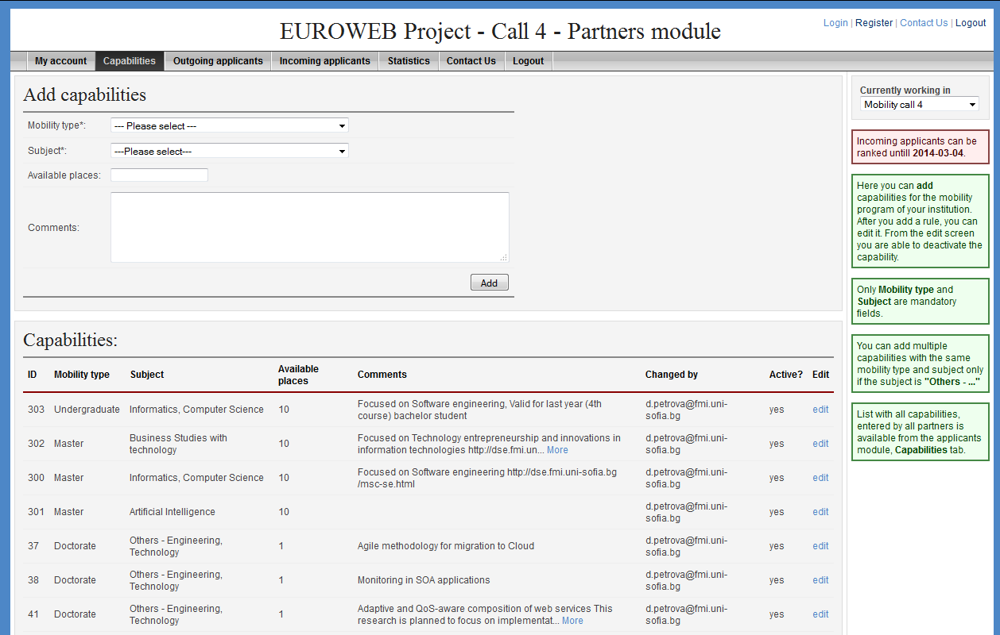 EUROWEB Project - Call 4 - Partners module
Login | Register | Contact Us | Logout
My account Capabilities Outgoing applicants Incoming applicants Statistics Contact Us Logout
Add capabilities
Mobility type*: --- Please select ---
Subject*: ---Please select---
Available places:
Comments:
Add
Capabilities:
ID Mobility type Subject Available places Comments Changed by Active? Edit
303 Undergraduate Informatics, Computer Science 10 Focused on Software engineering, Valid for last year (4th course) bachelor student d.petrova@fmi.uni-sofia.bg yes edit
302 Master Business Studies with technology 10 Focused on Technology entrepreneurship and innovations in information technologies http://dse.fmi.un... More d.petrova@fmi.uni-sofia.bg yes edit
300 Master Informatics, Computer Science 10 Focused on Software engineering http://dse.fmi.uni-sofia.bg/msc-se.html d.petrova@fmi.uni-sofia.bg yes edit
301 Master Artificial Intelligence 10 d.petrova@fmi.uni-sofia.bg yes edit
37 Doctorate Others - Engineering, Technology 1 Agile methodology for migration to Cloud d.petrova@fmi.uni-sofia.bg yes edit
38 Doctorate Others - Engineering, Technology 1 Monitoring in SOA applications d.petrova@fmi.uni-sofia.bg yes edit
41 Doctorate Others - Engineering, Technology 1 Adaptive and QoS-aware composition of web services This research is planned to focus on implementat... More d.petrova@fmi.uni-sofia.bg yes edit
Currently working in
Mobility call 4
Incoming applicants can be
ranked untill 2014-03-04.
Here you can add
capabilities for the mobility
program of your institution.
After you add a rule, you can
edit it. From the edit screen
you are able to deactivate the
capability.
Only Mobility type and
Subject are mandatory
fields.
You can add multiple
capabilities with the same
mobility type and subject only
if the subject is "Others - ..."
List with all capabilities,
entered by all partners is
available from the applicants
module, Capabilities tab.